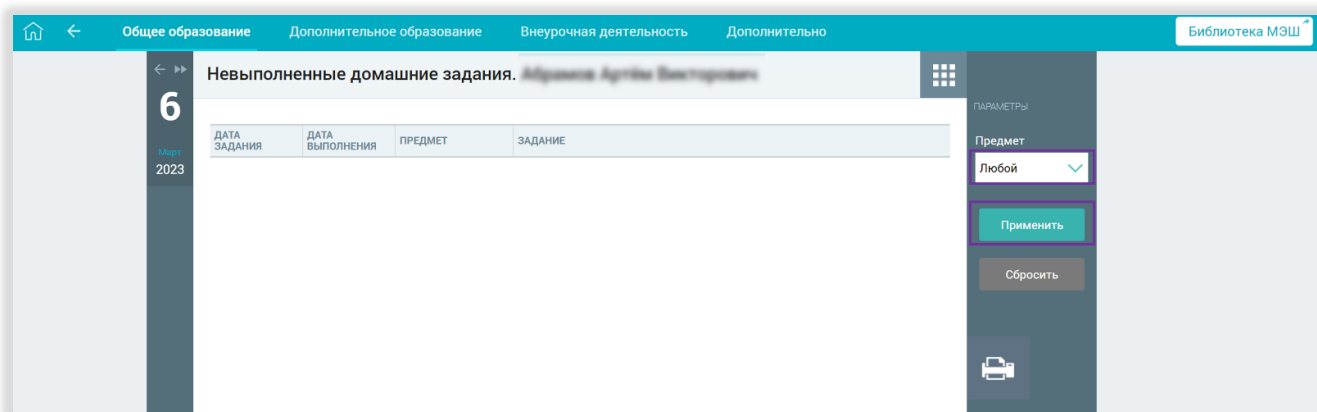 Общее образование Дополнительное образование Внеурочная деятельность Дополнительно Библиотека МЭШ
6
Март
2023
Невыполненные домашние задания.
ДАТА ЗАДАНИЯ
ДАТА ВЫПОЛНЕНИЯ
ПРЕДМЕТ
ЗАДАНИЕ
ПАРАМЕТРЫ
Предмет
Любой
Применить
Сбросить